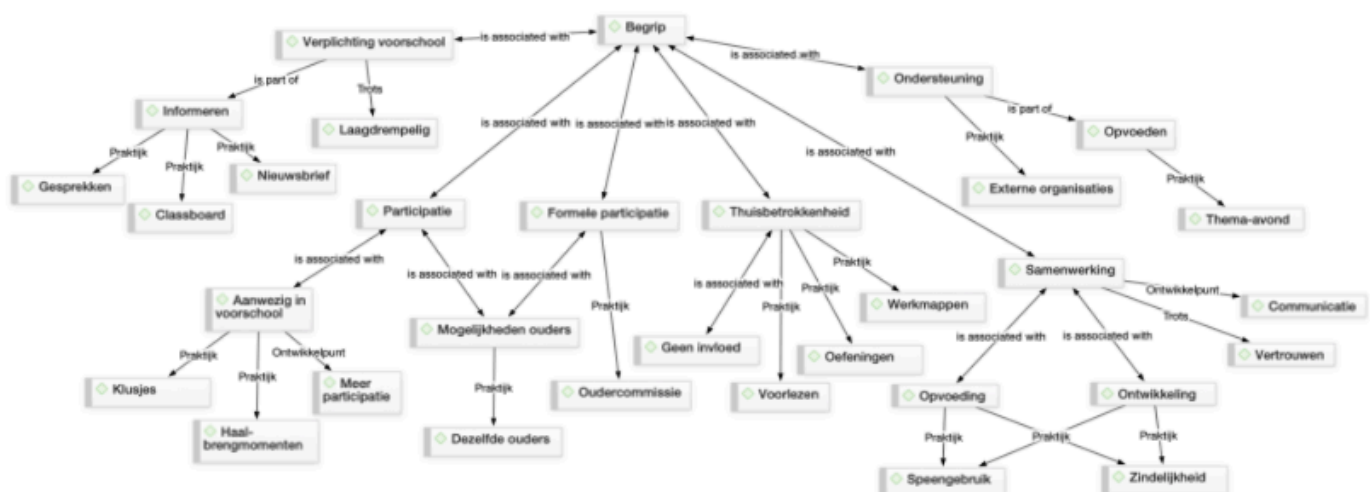 Begrip
Verplichting voorschool
is associated with
is associated with
Ondersteuning
is part of
Trots
Informeren
Laagdrempelig
is associated with
is associated with
is associated with
is associated with
is part of
Praktijk
Opvoeden
Praktijk
Praktijk
Praktijk
Gesprekken
Classboard
Nieuwsbrief
Externe organisaties
Praktijk
Thema-avond
Participatie
Formele participatie
Thuisbetrokkenheid
Samenwerking
is associated with
is associated with
is associated with
Praktijk
is associated with
Praktijk
Praktijk
Praktijk
Ontwikkelpunt
Trots
Communicatie
Vertrouwen
Aanwezig in
voorschool
Mogelijkheden ouders
Geen invloed
Voorlezen
Oefeningen
Werkmappen
is associated with
is associated with
Praktijk
Praktijk
Ontwikkelpunt
Praktijk
Klusjes
Haal-
brengmomenten
Meer
participatie
Dezelfde ouders
Oudercommissie
Opvoeding
Ontwikkeling
Praktijk
Praktijk
Praktijk
Speengebruik
Zindelijkheid